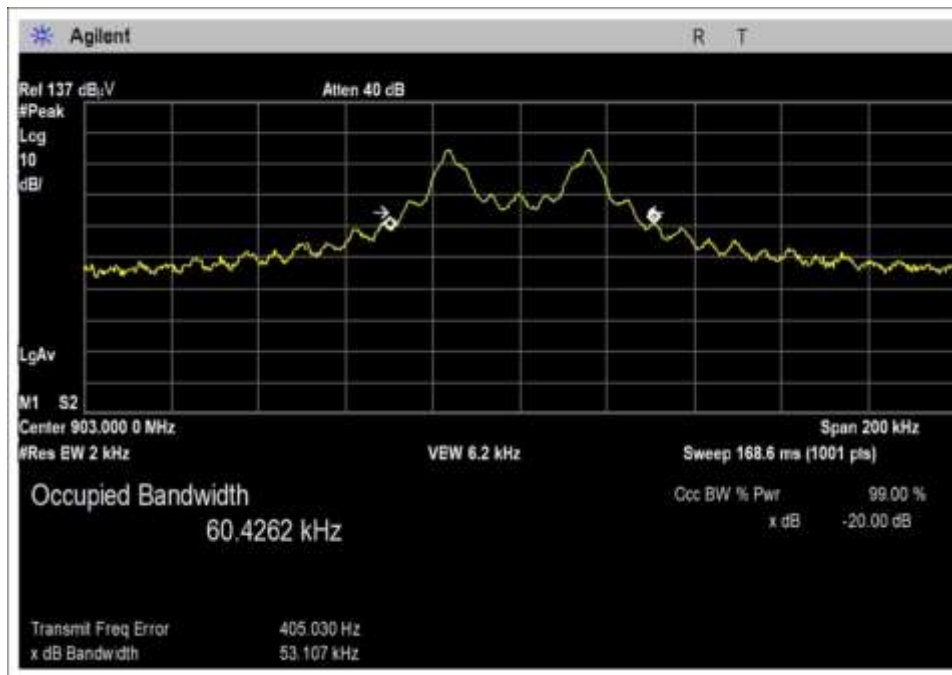 Agilent R T
Ref 137 dBµV Atten 40 dB
#Peak
Log
10
dB/
LgAv
M1 S2
Center 903.000 0 MHz Span 200 kHz
#Res EW 2 kHz VEW 6.2 kHz Sweep 168.6 ms (1001 pts)
Occupied Bandwidth Occ BW % Pwr 99.00 %
60.4262 kHz x dB -20.00 dB
Transmit Freq Error 405.030 Hz
x dB Bandwidth 53.107 kHz